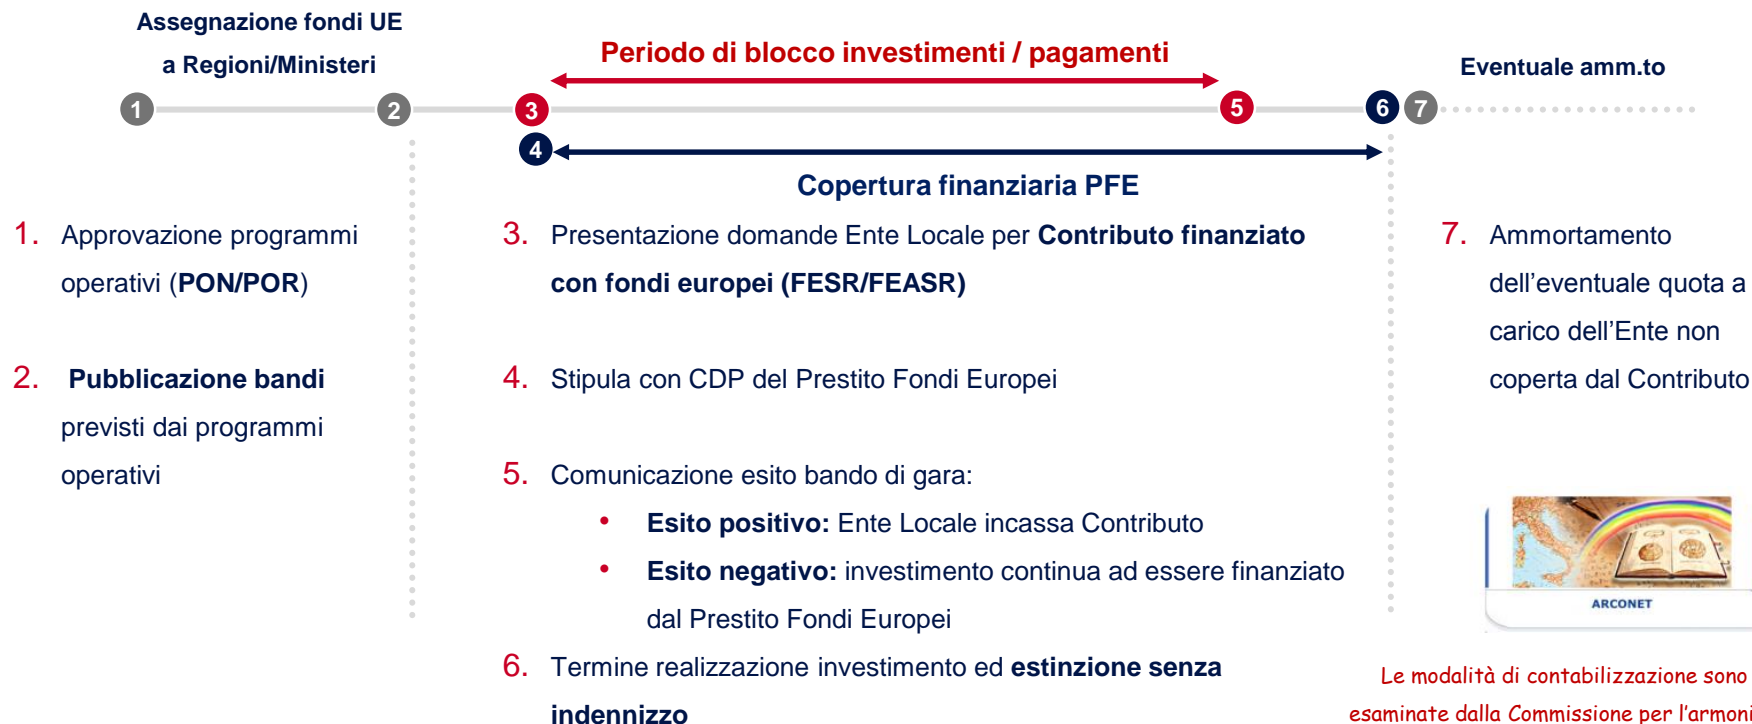 Assegnazione fondi UE
a Regioni/Ministeri
Periodo di blocco investimenti / pagamenti
Eventuale amm.to
1
2
3
5
6
7
4
Copertura finanziaria PFE
1. Approvazione programmi
operativi (PON/POR)
2. Pubblicazione bandi
previsti dai programmi
operativi
3. Presentazione domande Ente Locale per Contributo finanziato
con fondi europei (FESR/FEASR)
4. Stipula con CDP del Prestito Fondi Europei
5. Comunicazione esito bando di gara:
• Esito positivo: Ente Locale incassa Contributo
• Esito negativo: investimento continua ad essere finanziato
dal Prestito Fondi Europei
6. Termine realizzazione investimento ed estinzione senza
indennizzo
7. Ammortamento
dell’eventuale quota a
carico dell’Ente non
coperta dal Contributo
ARCONET
Le modalità di contabilizzazione sono
esaminate dalla Commissione per l’armoni